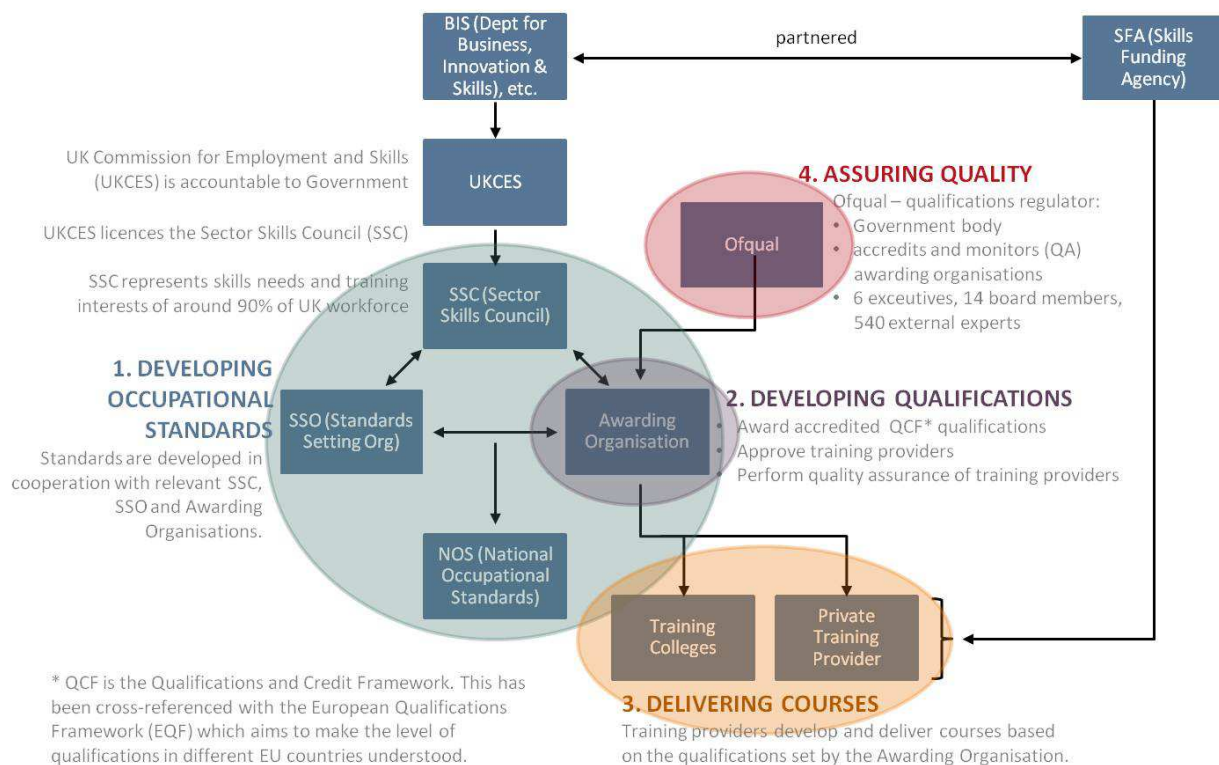 BIS (Dept for
Business,
Innovation &
Skills), etc.
partnered
SFA (Skills
Funding
Agency)
UK Commission for Employment and Skills
(UKCES) is accountable to Government
UKCES
UKCES licences the Sector Skills Council (SSC)
SSC represents skills needs and training
interests of around 90% of UK workforce
SSC (Sector
Skills Council)
4. ASSURING QUALITY
Ofqual – qualifications regulator:
• Government body
• accredits and monitors (QA)
awarding organisations
• 6 exceutives, 14 board members,
540 external experts
Ofqual
1. DEVELOPING
OCCUPATIONAL
STANDARDS
Standards are developed in
cooperation with relevant SSC,
SSO and Awarding
Organisations.
SSO (Standards
Setting Org)
Awarding
Organisation
2. DEVELOPING QUALIFICATIONS
• Award accredited QCF* qualifications
• Approve training providers
• Perform quality assurance of training providers
NOS (National
Occupational
Standards)
Training
Colleges
Private
Training
Provider
3. DELIVERING COURSES
Training providers develop and deliver courses based
on the qualifications set by the Awarding Organisation.
* QCF is the Qualifications and Credit Framework. This has
been cross-referenced with the European Qualifications
Framework (EQF) which aims to make the level of
qualifications in different EU countries understood.